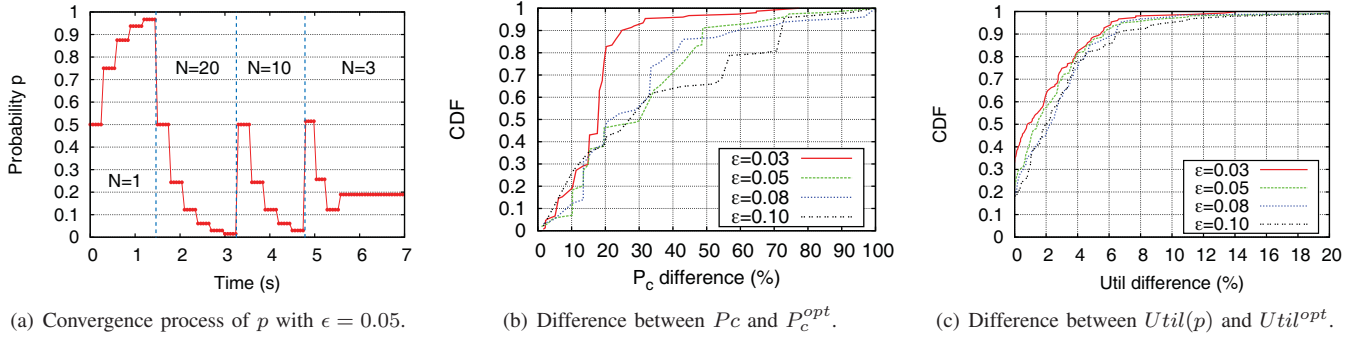 1
0.9
0.8
0.7
0.6
0.5
0.4
0.3
0.2
0.1
0
Probability p
N=1
N=20
N=10
N=3
0 1 2 3 4 5 6 7
Time (s)
(a) Convergence process of p with ϵ = 0.05.
1
0.9
0.8
0.7
0.6
0.5
0.4
0.3
0.2
0.1
CDF
ε=0.03
ε=0.05
ε=0.08
ε=0.10
0 10 20 30 40 50 60 70 80 90 100
Pc difference (%)
(b) Difference between Pc and Pc^opt.
1
0.9
0.8
0.7
0.6
0.5
0.4
0.3
0.2
0.1
0
CDF
ε=0.03
ε=0.05
ε=0.08
ε=0.10
0 2 4 6 8 10 12 14 16 18 20
Util difference (%)
(c) Difference between Util(p) and Util^opt.